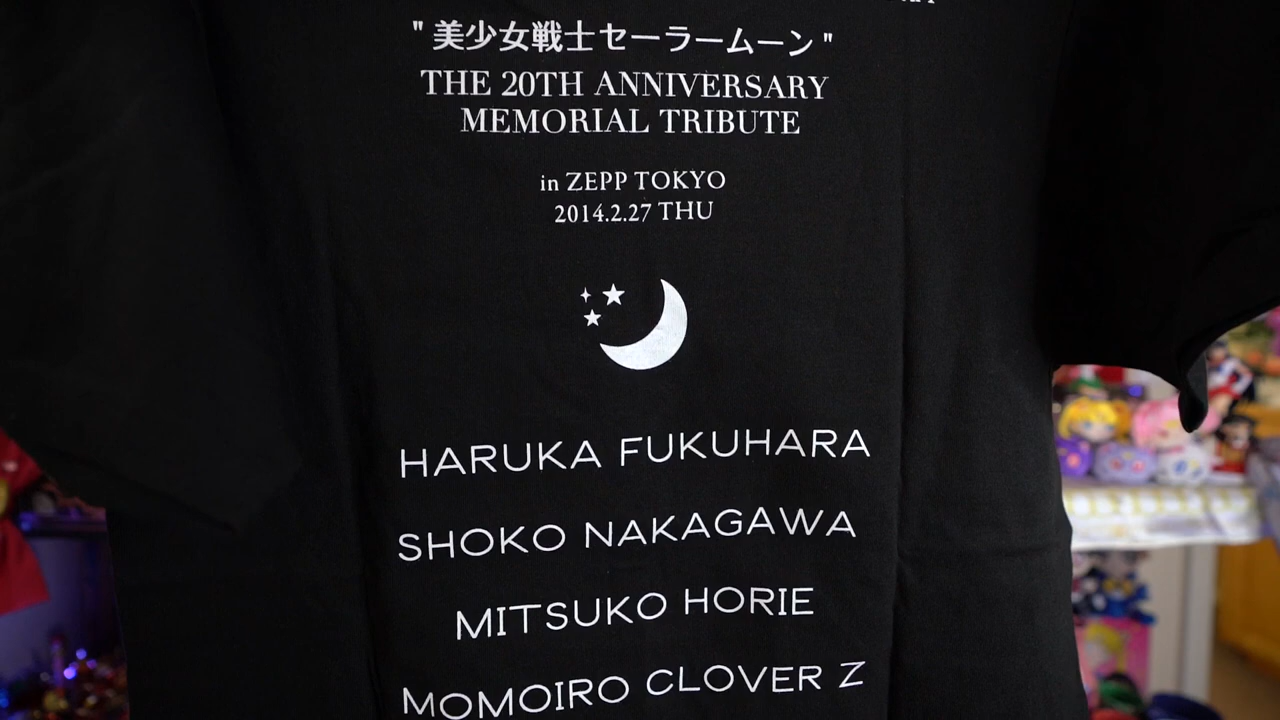 "美少女戦士セーラームーン"
THE 20TH ANNIVERSARY
MEMORIAL TRIBUTE
in ZEPP TOKYO
2014.2.27 THU
HARUKA FUKUHARA
SHOKO NAKAGAWA
MITSUKO HORIE
MOMOIRO CLOVER Z